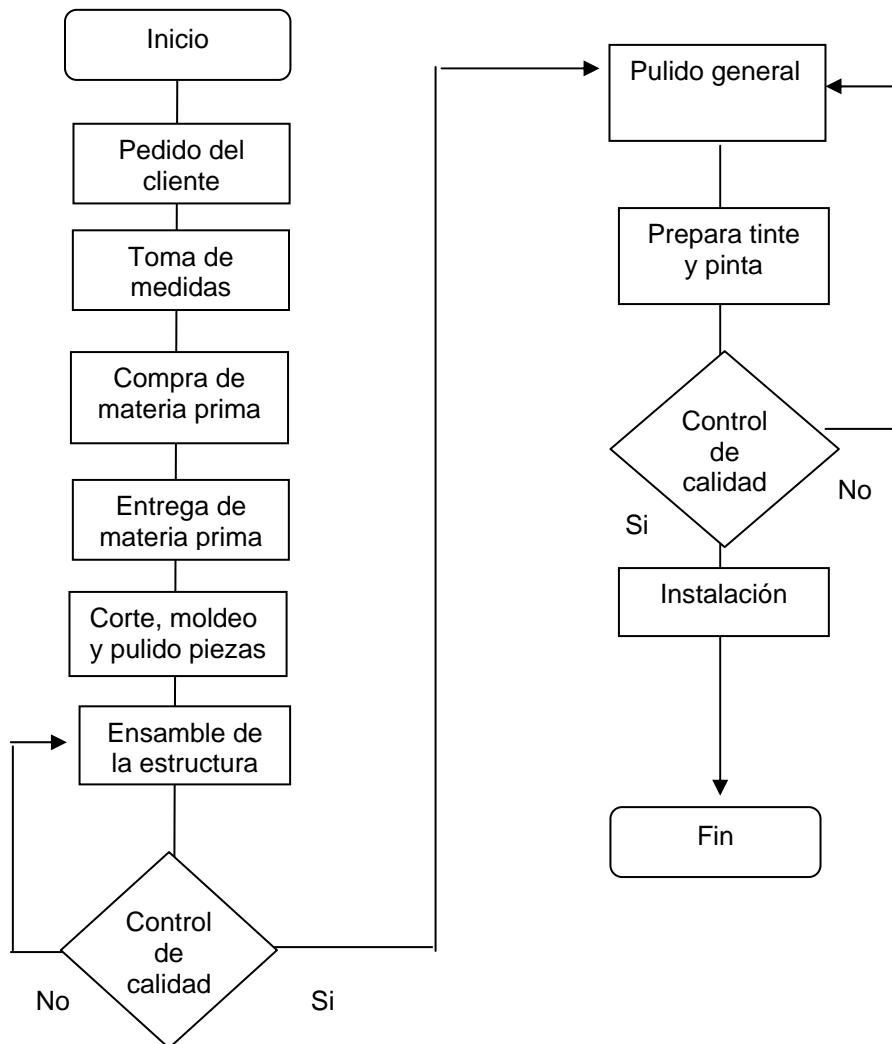 Inicio
Pedido del
cliente
Toma de
medidas
Compra de
materia prima
Entrega de
materia prima
Corte, moldeo
y pulido piezas
Ensamble de
la estructura
Control
de
calidad
No
Si
Pulido general
Prepara tinte
y pinta
Control
de
calidad
No
Si
Instalación
Fin